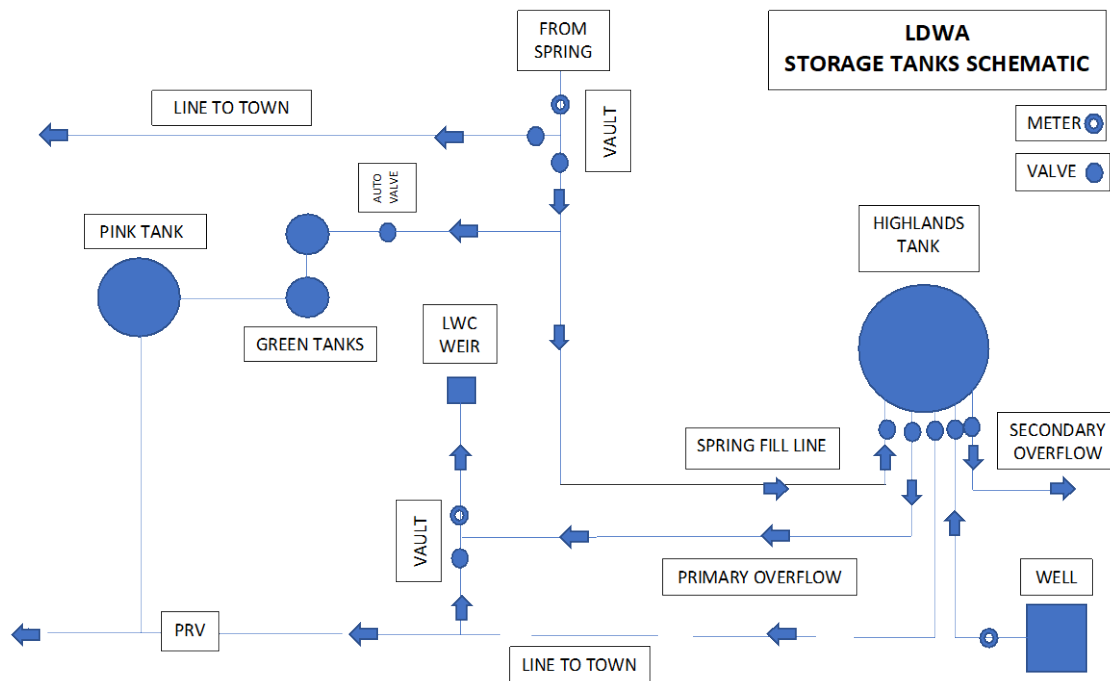 FROM
SPRING
LDWA
STORAGE TANKS SCHEMATIC
LINE TO TOWN
VAULT
METER
VALVE
AUTO
VALVE
PINK TANK
HIGHLANDS
TANK
GREEN TANKS
LWC
WEIR
SPRING FILL LINE
SECONDARY
OVERFLOW
VAULT
PRIMARY OVERFLOW
WELL
PRV
LINE TO TOWN